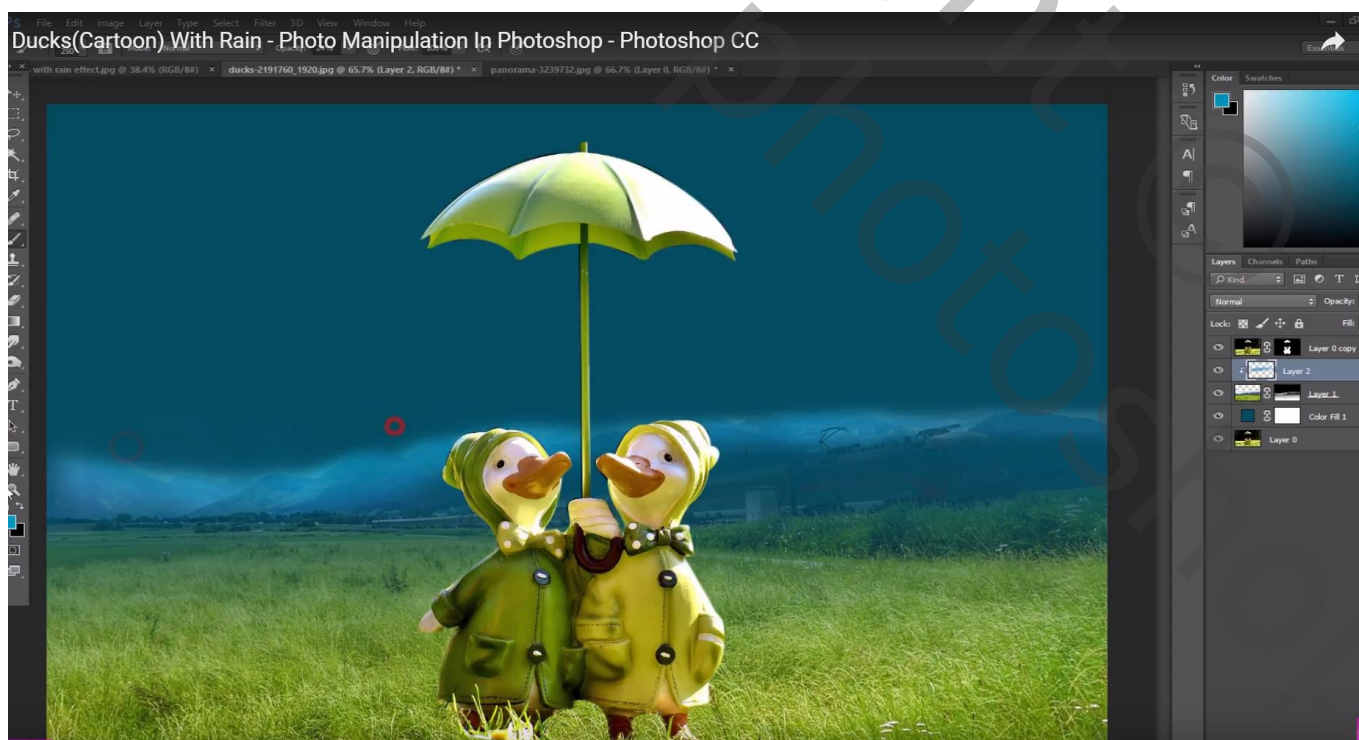 File Edit Image Layer Type Select Filter 3D View Window Help
Ducks(Cartoon) With Rain - Photo Manipulation In Photoshop - Photoshop CC
with rain effect.jpg @ 38.4% (RGB/8#) × ducks-2191760_1920.jpg @ 65.7% (Layer 2, RGB/8#) * × panorama-3239732.jpg @ 66.7% (Layer 0, RGB/8#) * ×
Color Swatches
Layers Channels Paths
Kind
Normal Opacity:
Lock: Fill:
Layer 0 copy
Layer 2
Layer 1
Color Fill 1
Layer 0
photoshop